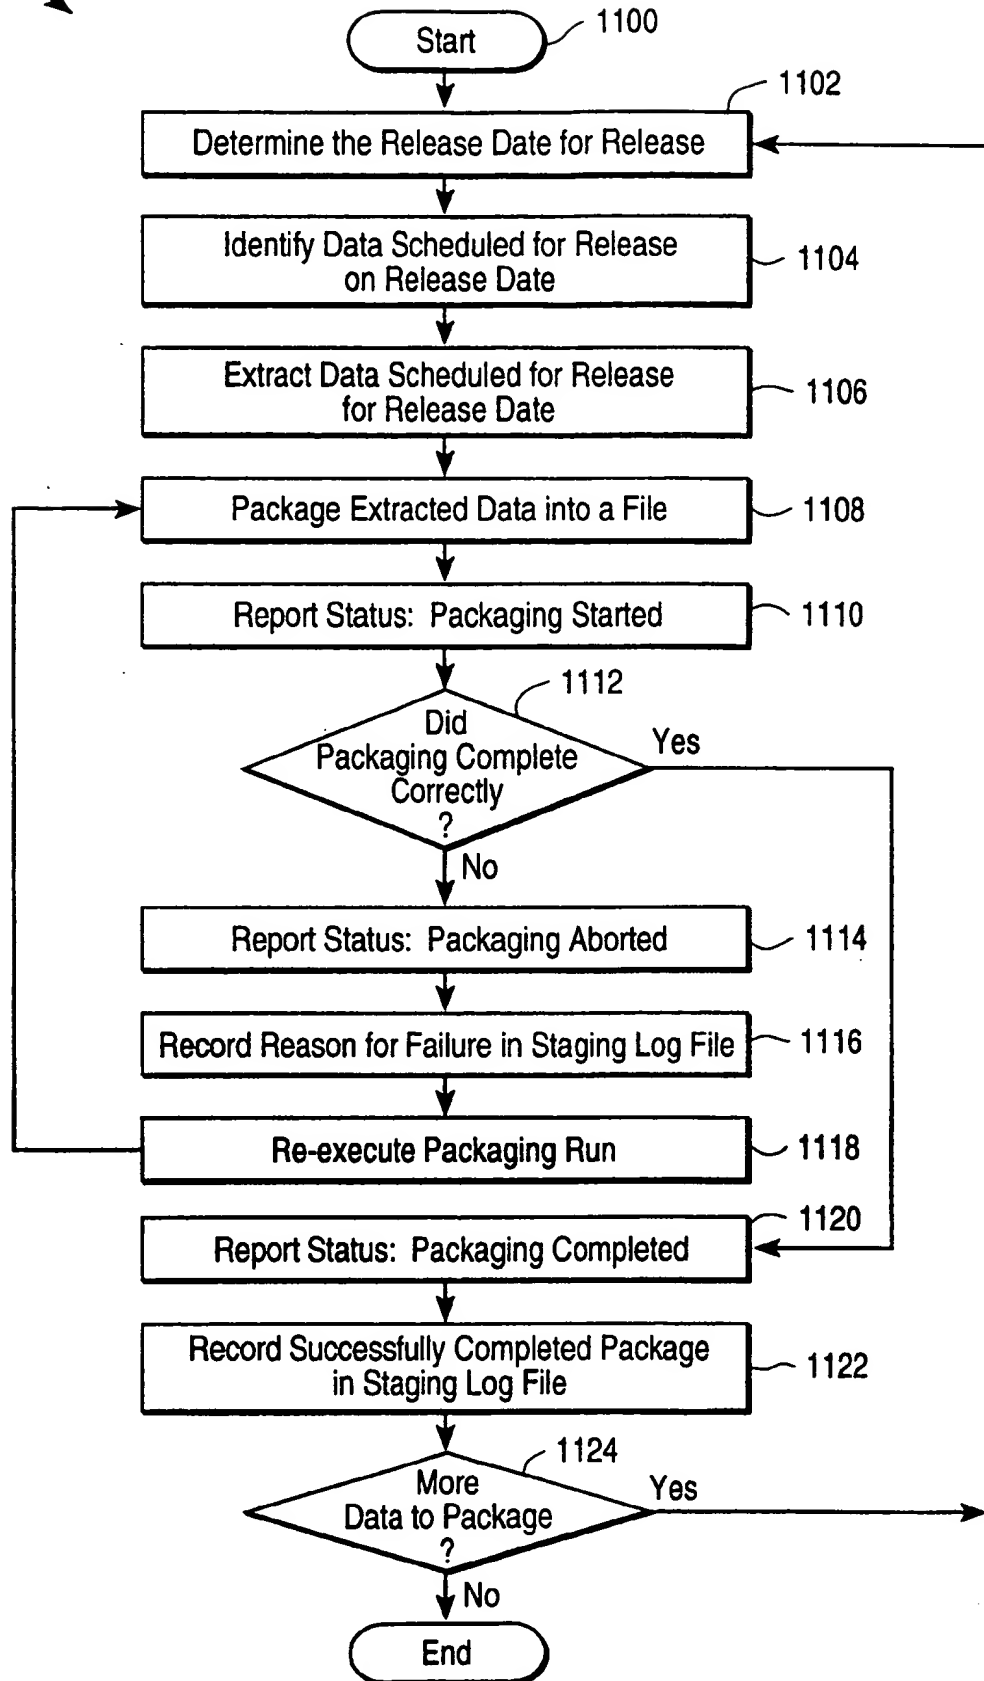 Start
1100
1102
Determine the Release Date for Release
Identify Data Scheduled for Release
on Release Date
1104
Extract Data Scheduled for Release
for Release Date
1106
Package Extracted Data into a File
1108
Report Status: Packaging Started
1110
1112
Did
Packaging Complete
Correctly
?
Yes
No
Report Status: Packaging Aborted
1114
Record Reason for Failure in Staging Log File
1116
Re-execute Packaging Run
1118
1120
Report Status: Packaging Completed
Record Successfully Completed Package
in Staging Log File
1122
1124
More
Data to Package
?
Yes
No
End